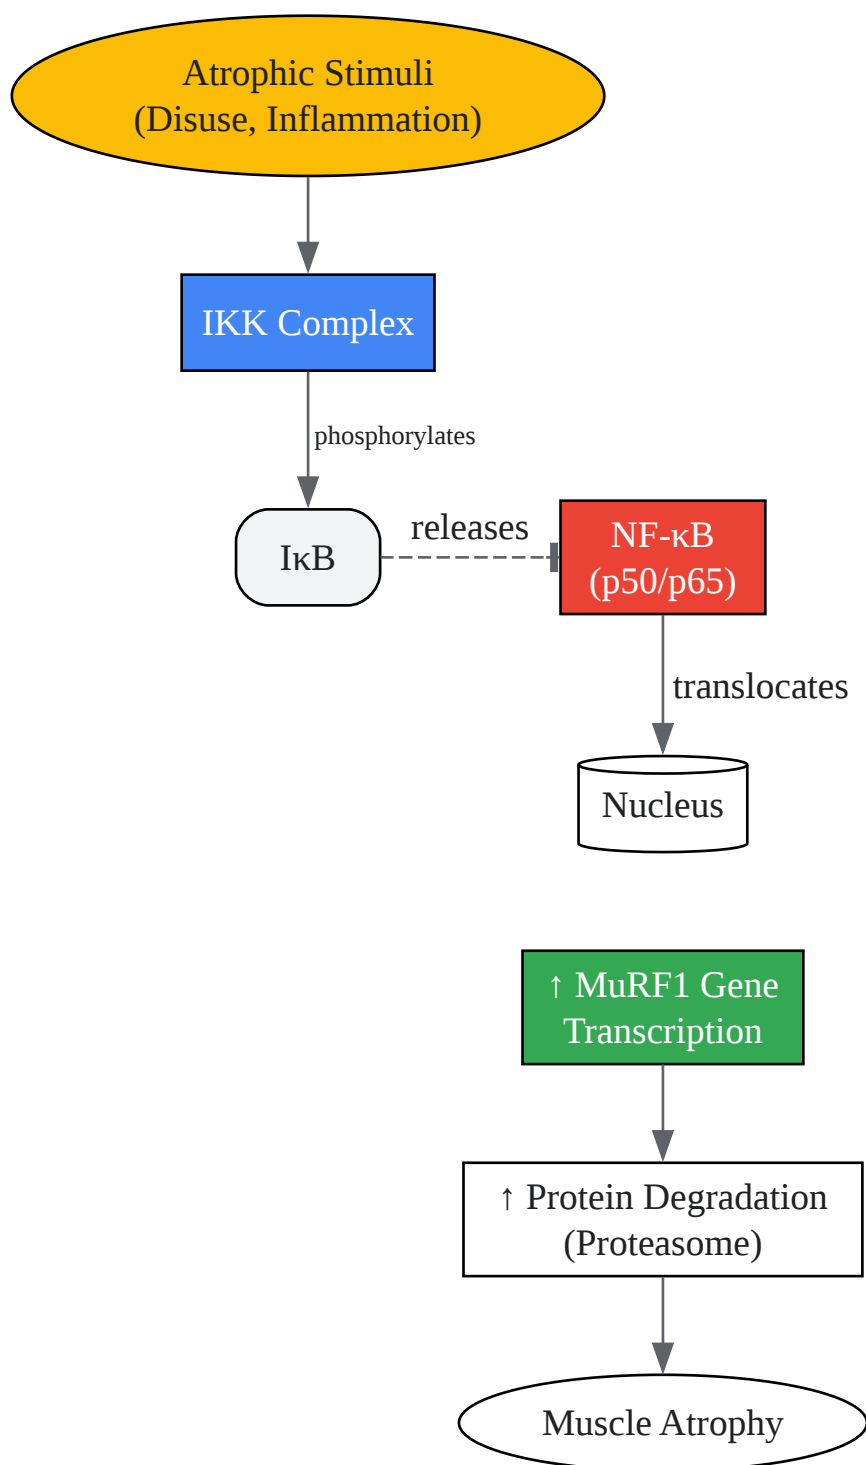 Atrophic Stimuli
(Disuse, Inflammation)
IKK Complex
phosphorylates
IκB
releases
NF-κB
(p50/p65)
translocates
Nucleus
↑ MuRF1 Gene
Transcription
↑ Protein Degradation
(Proteasome)
Muscle Atrophy